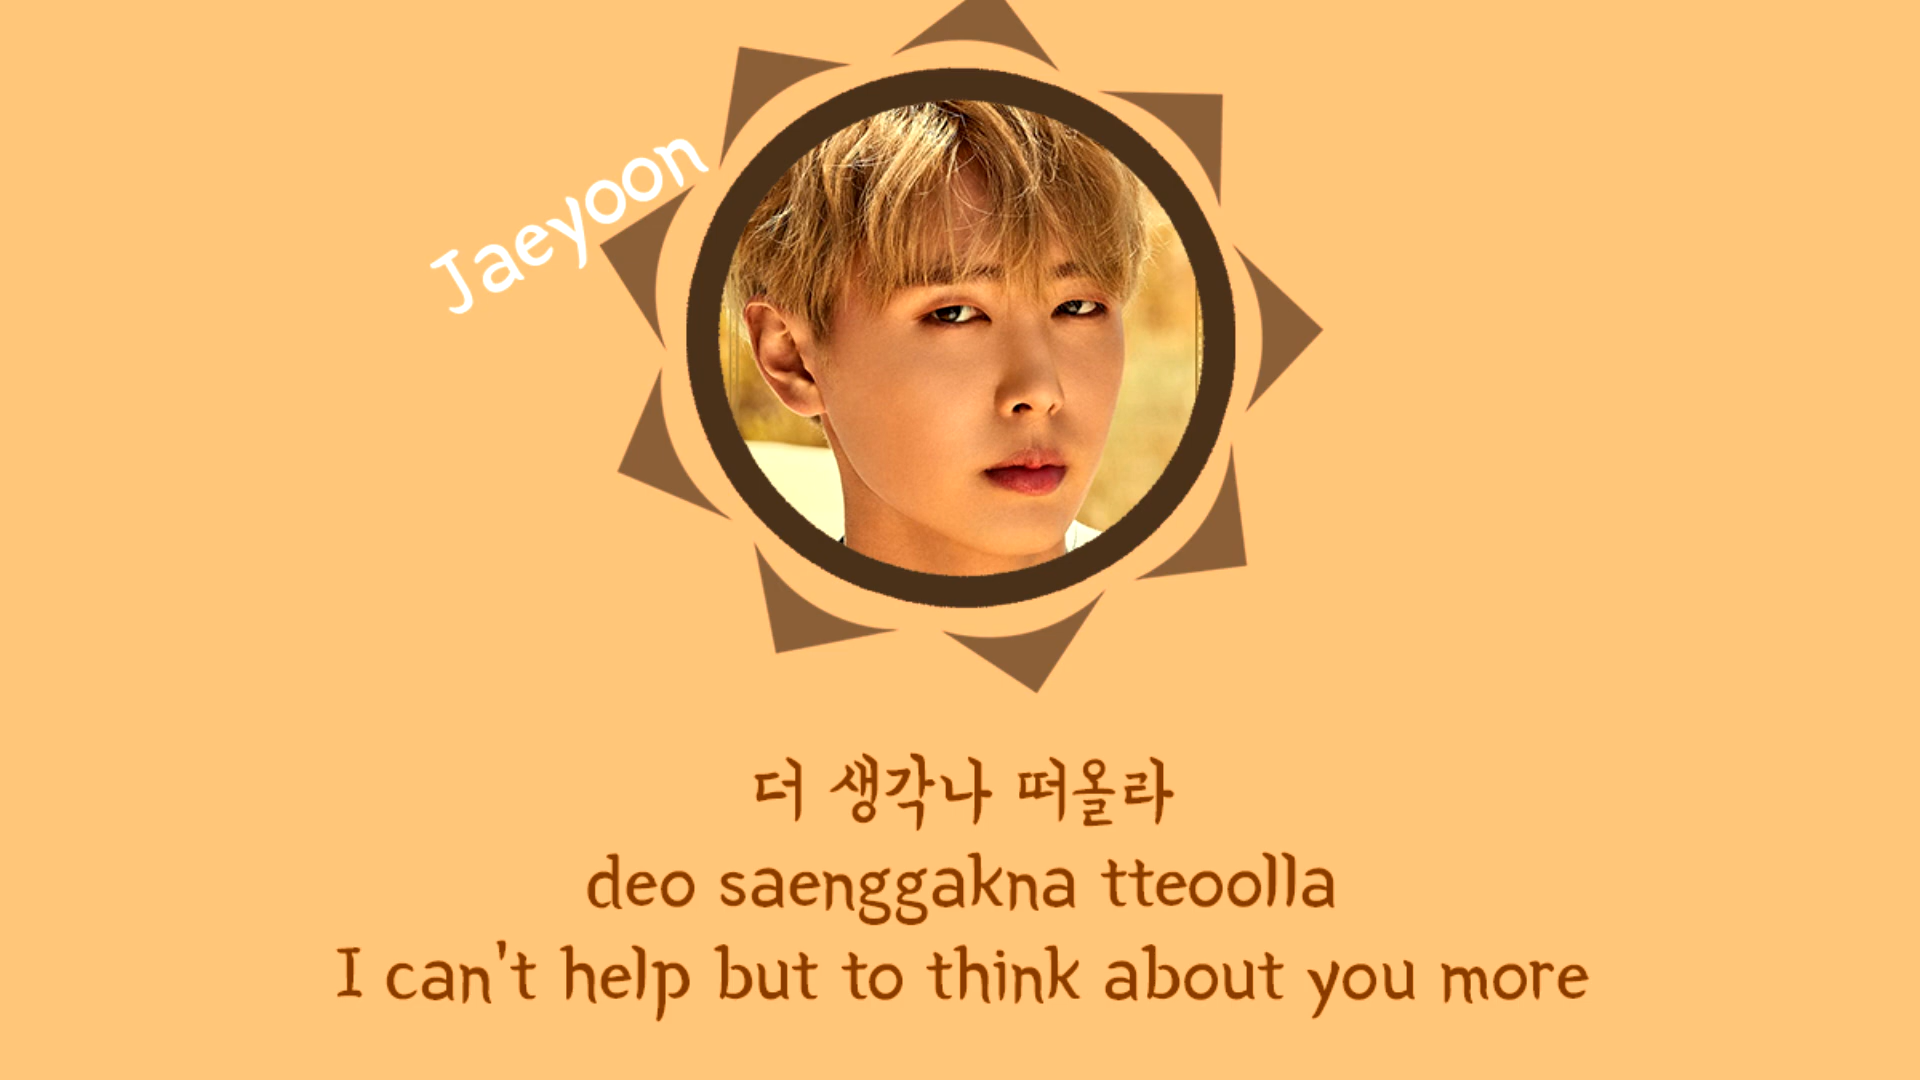 Jaeyoon
더 생각나 떠올라
deo saenggakna tteoolla
I can't help but to think about you more